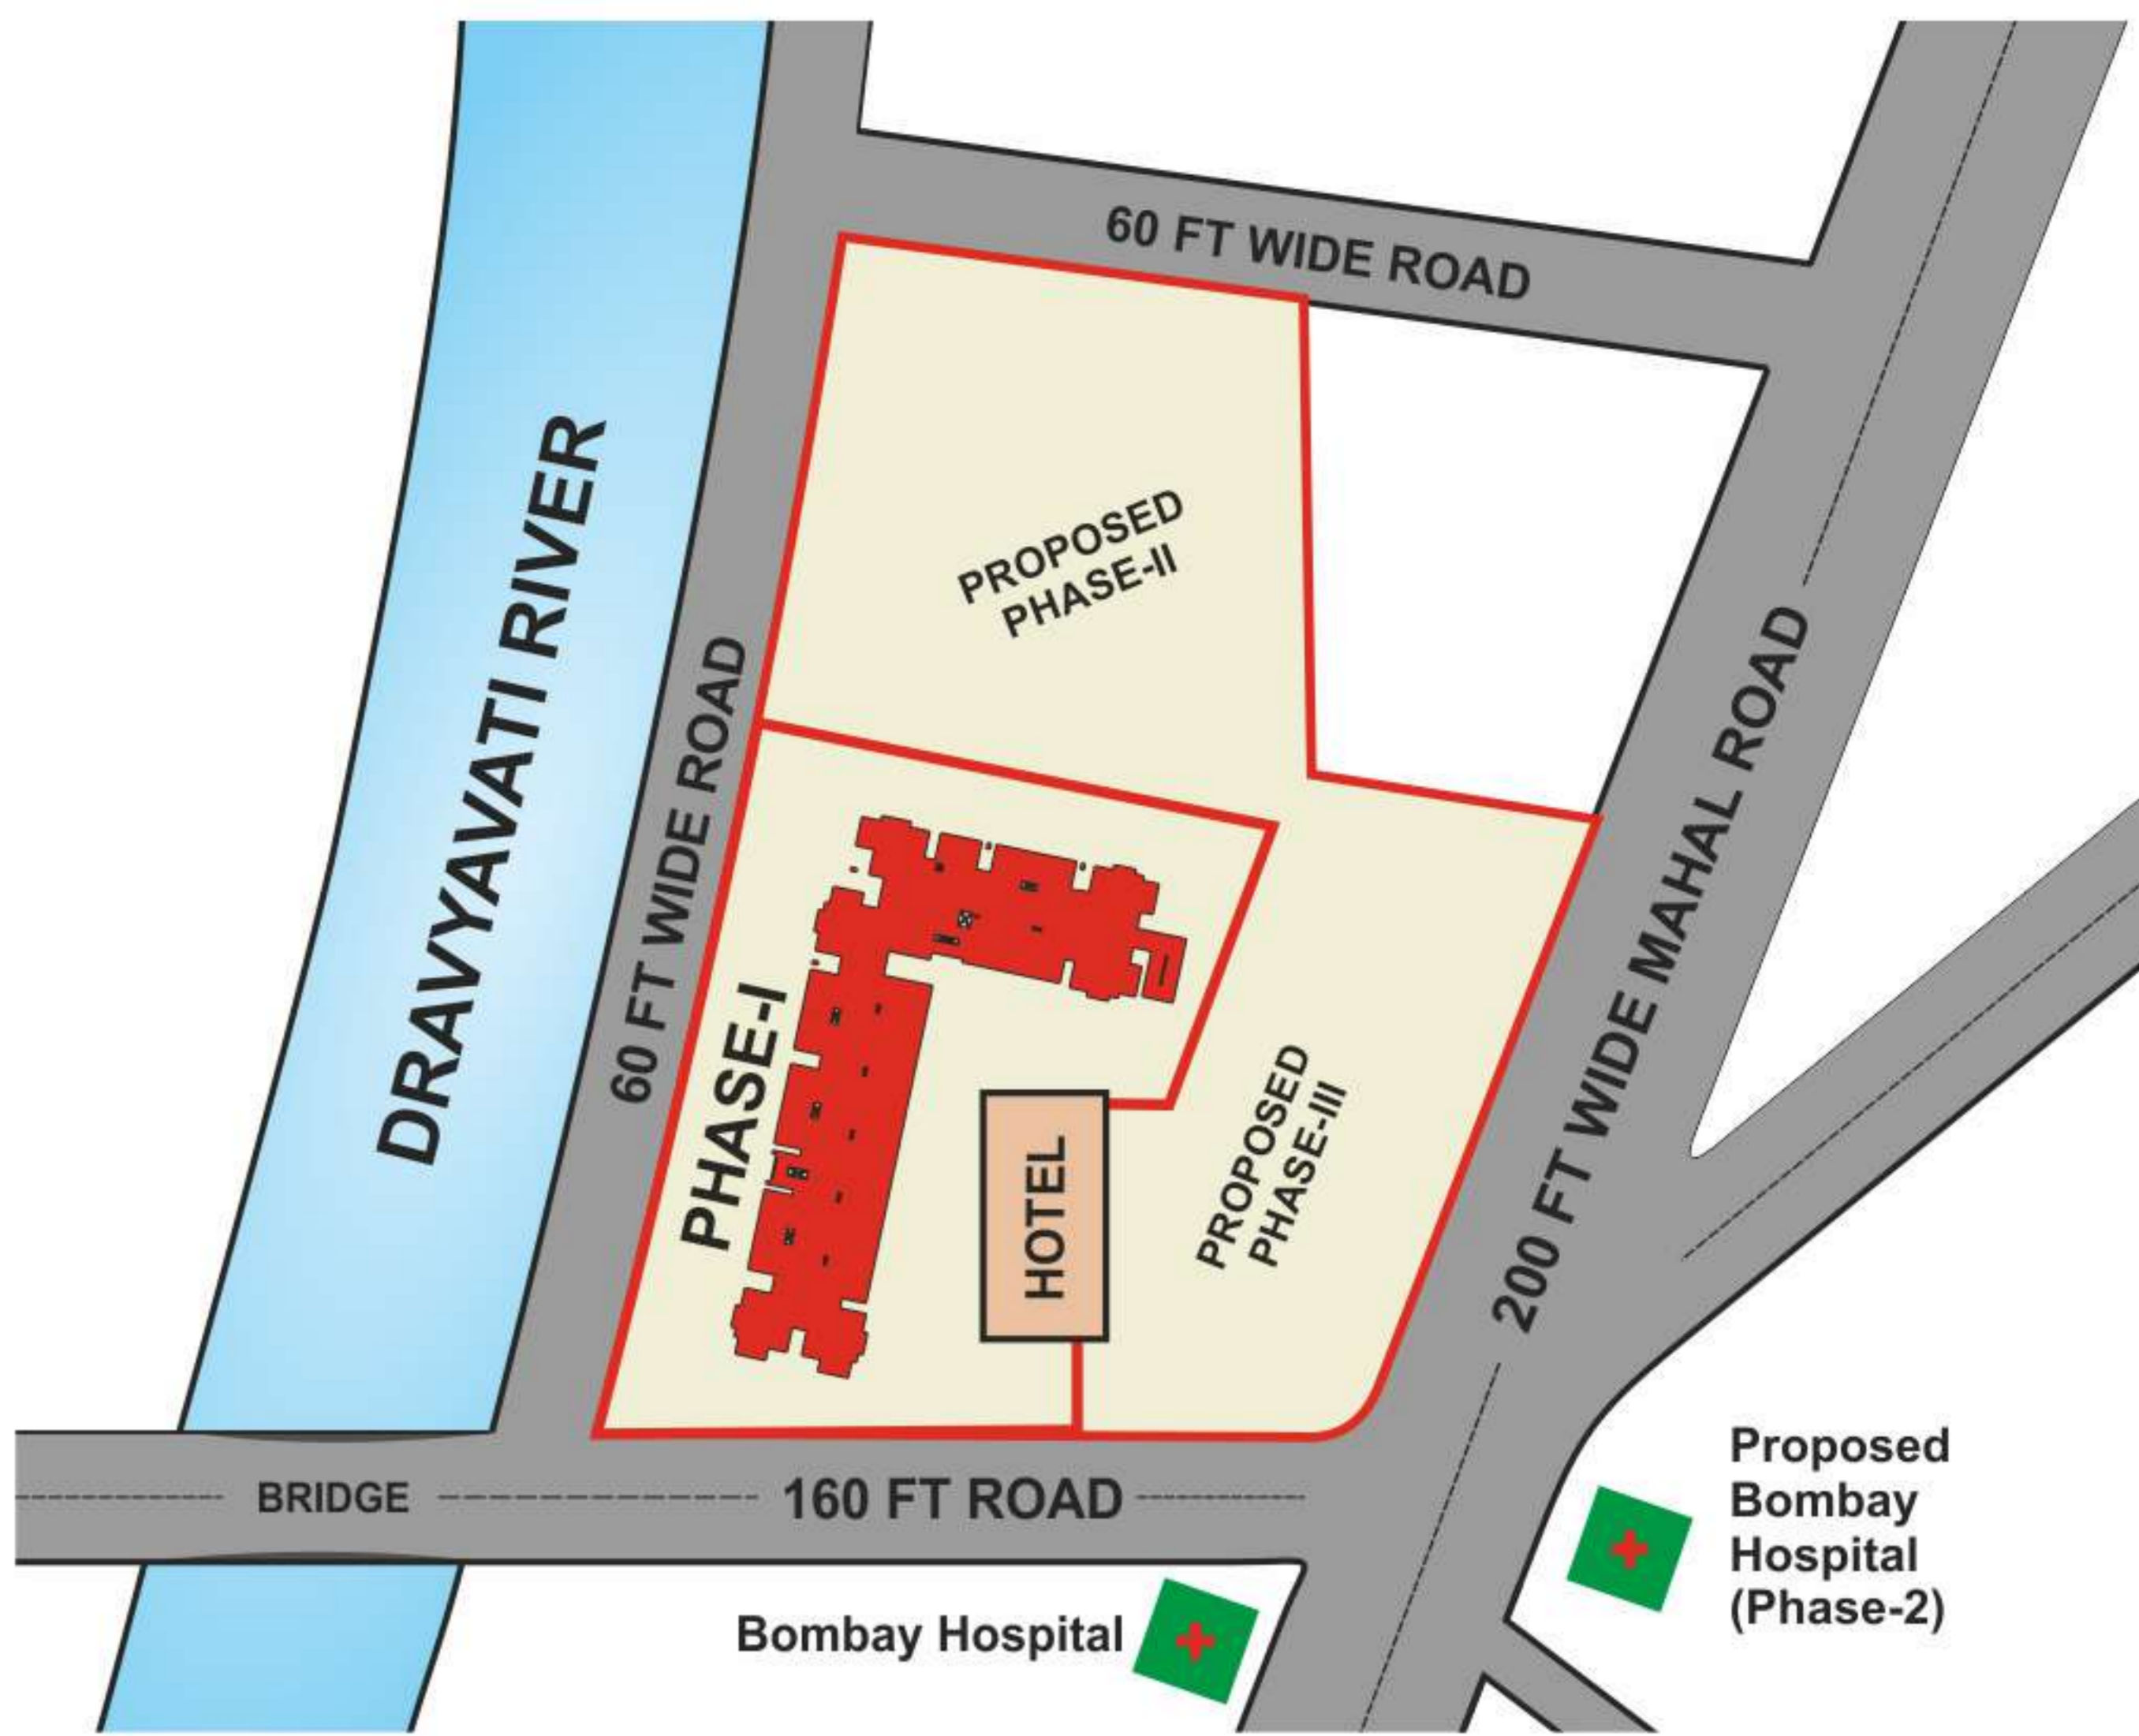 60 FT WIDE ROAD
PROPOSED
PHASE-II
DRAVYAVATI RIVER
60 FT WIDE ROAD
200 FT WIDE MAHAL ROAD
PHASE-I
HOTEL
PROPOSED
PHASE-III
BRIDGE
160 FT ROAD
Bombay Hospital
Proposed
Bombay
Hospital
(Phase-2)